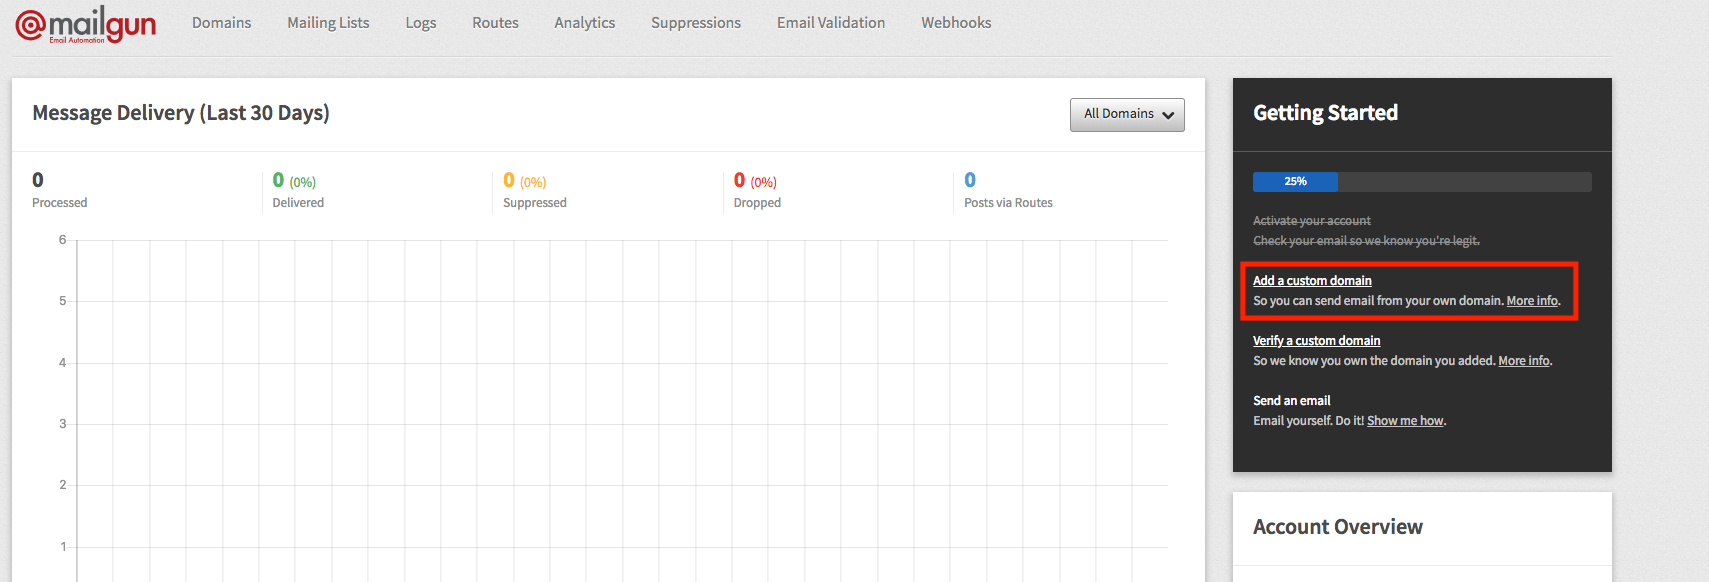 @mailgun
Email Automation
Domains
Mailing Lists
Logs
Routes
Analytics
Suppressions
Email Validation
Webhooks
Message Delivery (Last 30 Days)
All Domains
0
Processed
0 (0%)
Delivered
0 (0%)
Suppressed
0 (0%)
Dropped
0
Posts via Routes
6
5
4
3
2
1
Getting Started
25%
Activate your account
Check your email so we know you're legit.
Add a custom domain
So you can send email from your own domain. More info.
Verify a custom domain
So we know you own the domain you added. More info.
Send an email
Email yourself. Do it! Show me how.
Account Overview